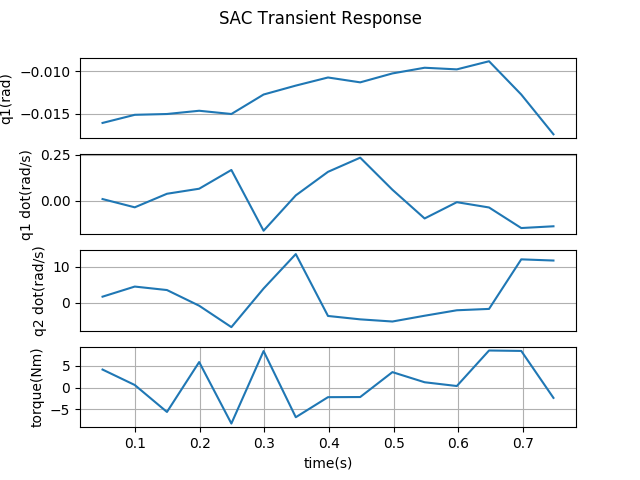 SAC Transient Response
q1(rad)
−0.010
−0.015
q1 dot(rad/s)
0.25
0.00
q2 dot(rad/s)
10
0
torque(Nm)
5
0
−5
0.1 0.2 0.3 0.4 0.5 0.6 0.7
time(s)